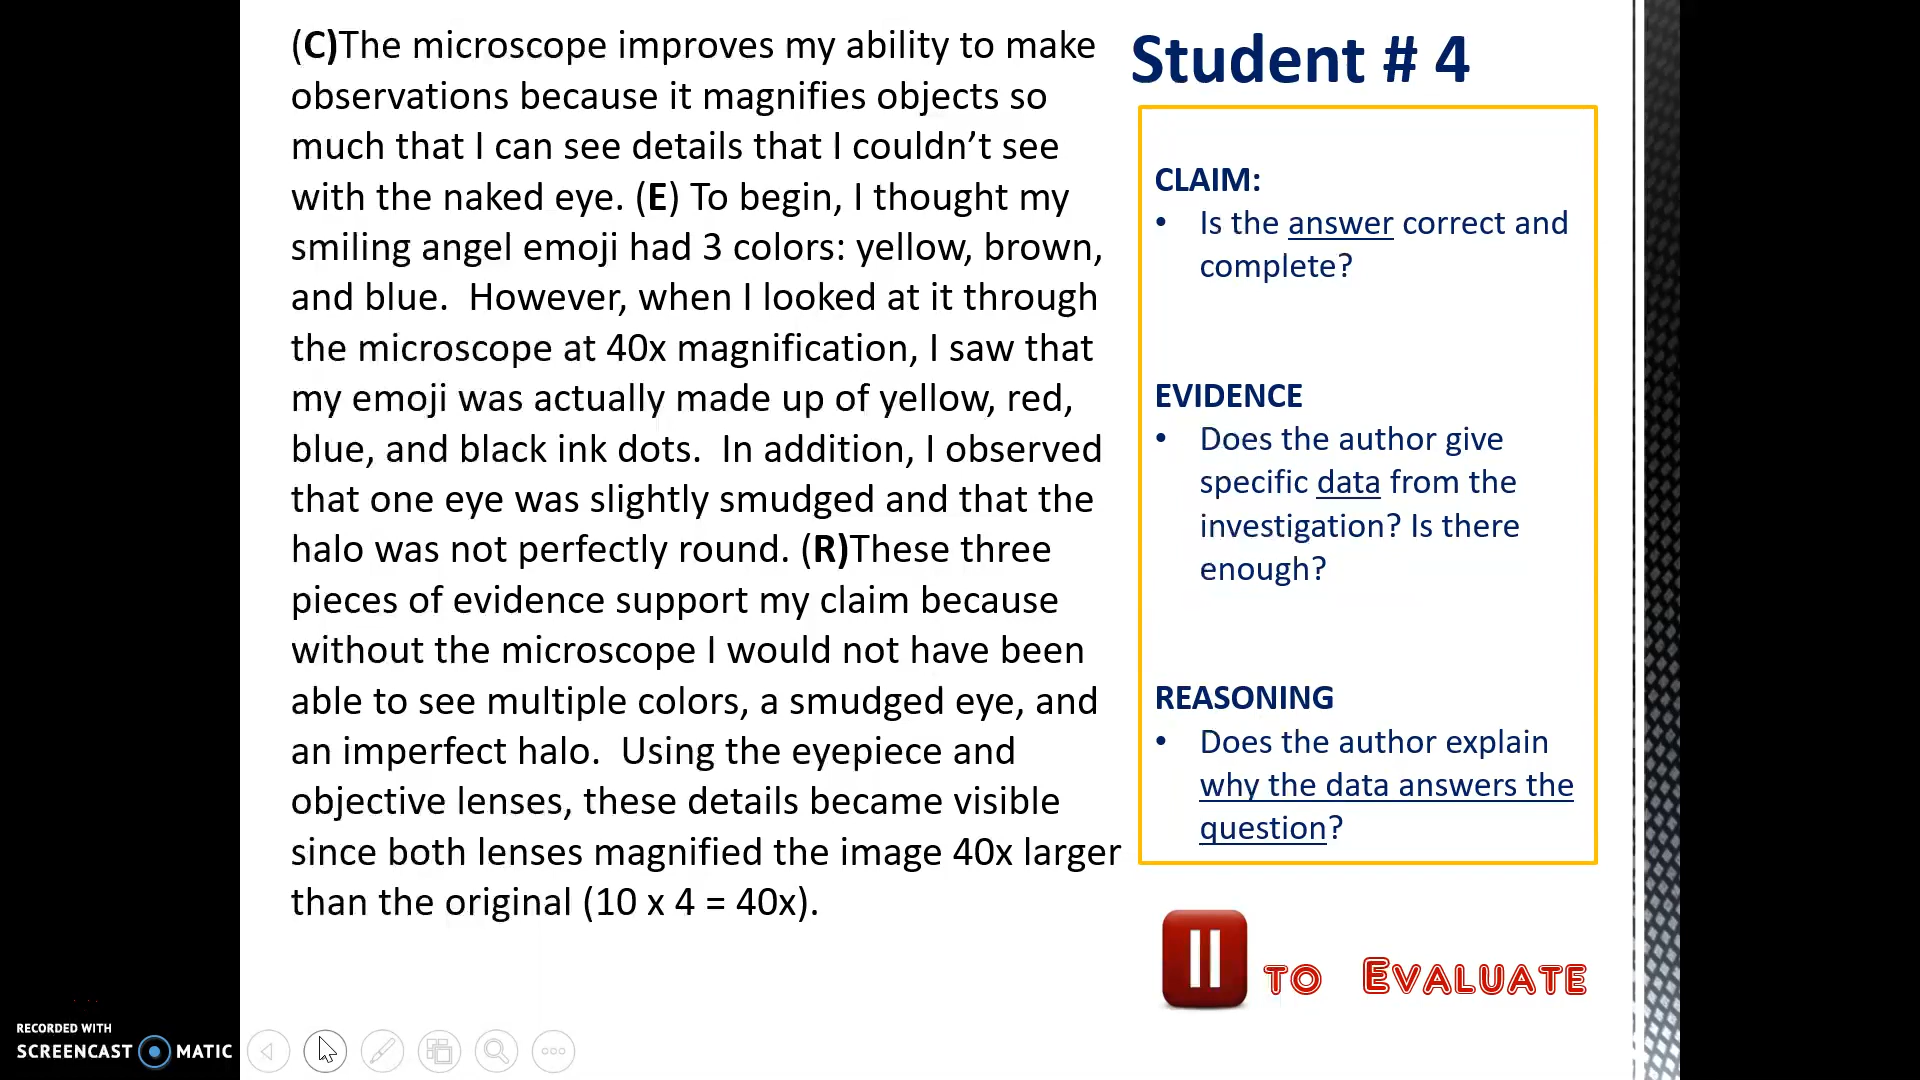 (C)The microscope improves my ability to make
observations because it magnifies objects so
much that I can see details that I couldn’t see
with the naked eye. (E) To begin, I thought my
smiling angel emoji had 3 colors: yellow, brown,
and blue.  However, when I looked at it through
the microscope at 40x magnification, I saw that
my emoji was actually made up of yellow, red,
blue, and black ink dots.  In addition, I observed
that one eye was slightly smudged and that the
halo was not perfectly round. (R)These three
pieces of evidence support my claim because
without the microscope I would not have been
able to see multiple colors, a smudged eye, and
an imperfect halo.  Using the eyepiece and
objective lenses, these details became visible
since both lenses magnified the image 40x larger
than the original (10 x 4 = 40x).
Student # 4
CLAIM:
• Is the answer correct and
complete?
EVIDENCE
• Does the author give
specific data from the
investigation? Is there
enough?
REASONING
• Does the author explain
why the data answers the
question?
to Evaluate
RECORDED WITH
SCREENCAST MATIC